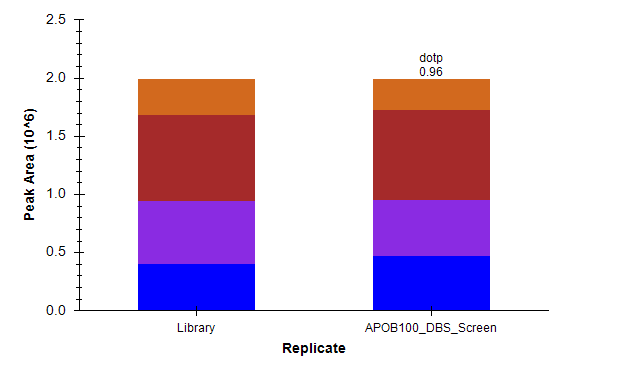 2.5
dotp
0.96
2.0
1.5
1.0
0.5
0.0
Peak Area (10^6)
Library
APOB100_DBS_Screen
Replicate